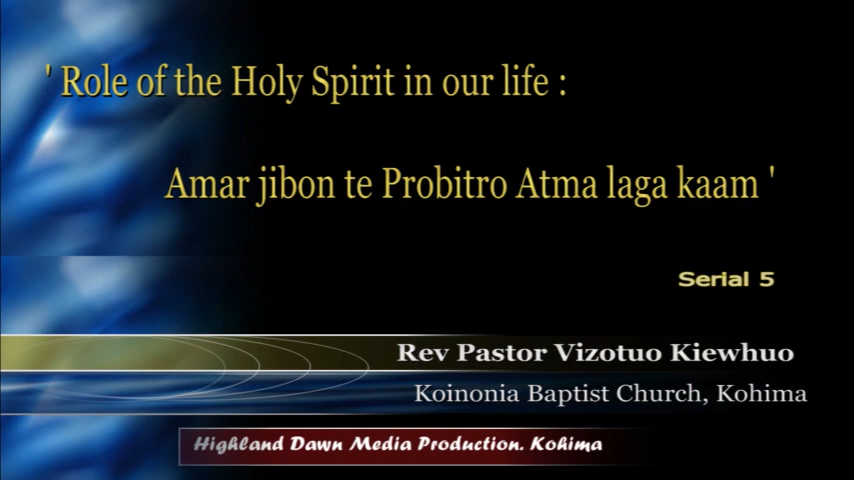 ' Role of the Holy Spirit in our life :
Amar jibon te Probitro Atma laga kaam '
Serial 5
Rev Pastor Vizotuo Kiewhuo
Koinonia Baptist Church, Kohima
Highland Dawn Media Production. Kohima